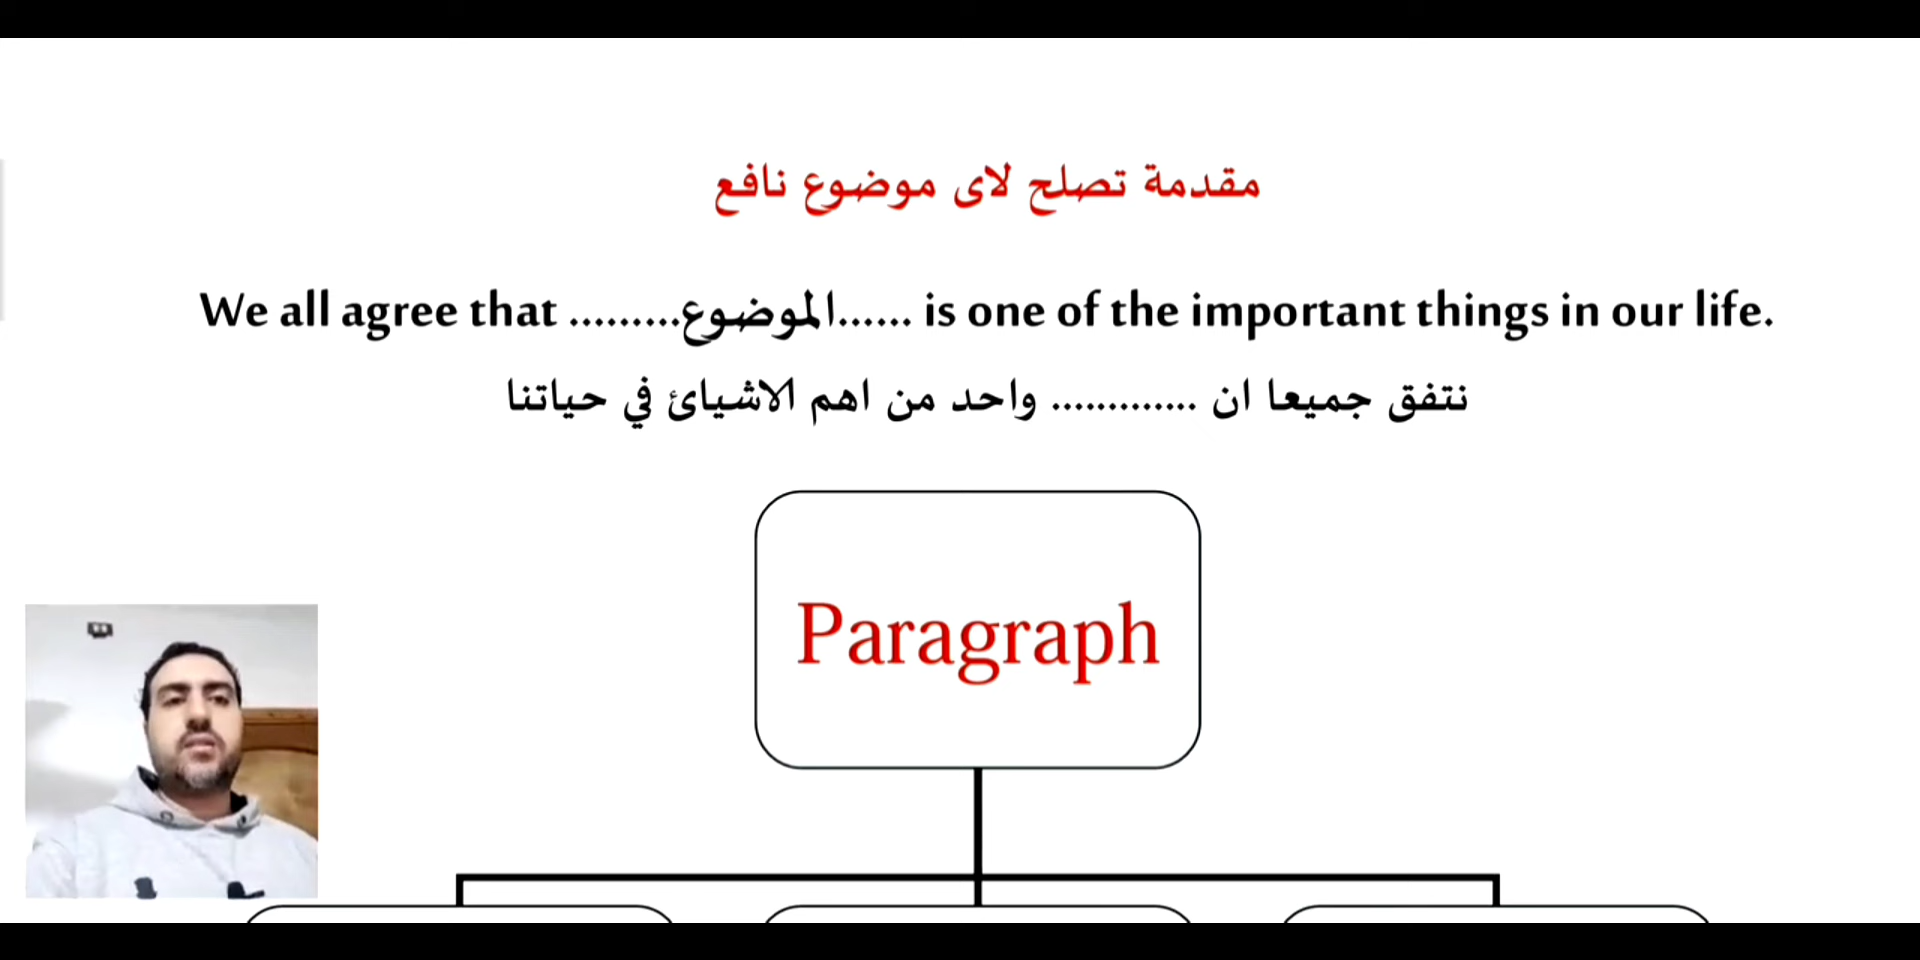 مقدمة تصلح لاى موضوع نافع
We all agree that .........الموضوع...... is one of the important things in our life.
نتفق جميعا ان ............. واحد من اهم الاشيائ في حياتنا
Paragraph